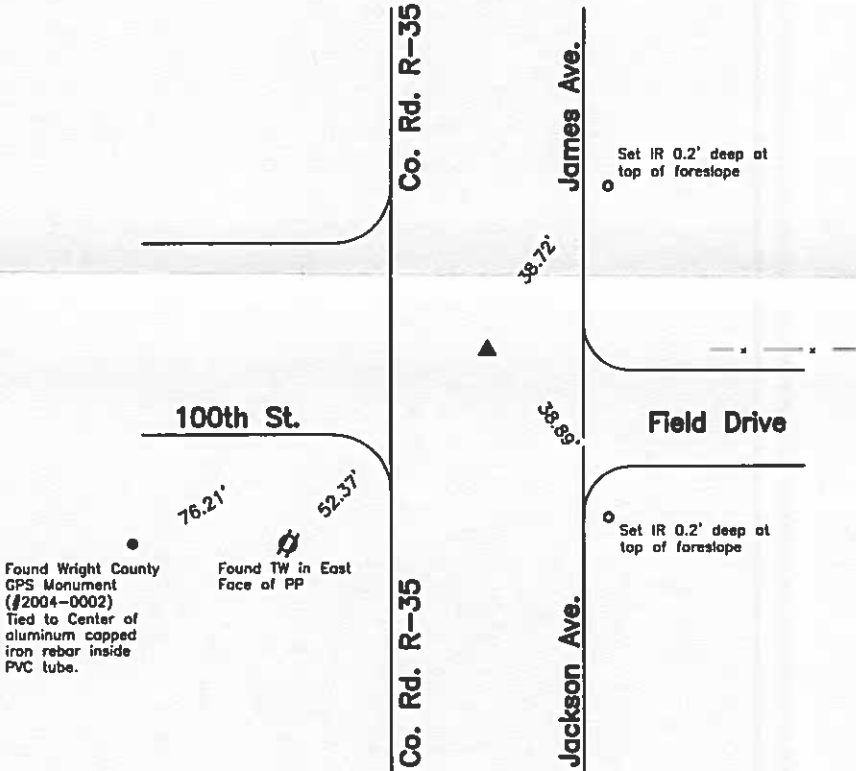 Co. Rd. R-35
James Ave.
Set IR 0.2' deep at
top of foreslope
38.72'
100th St.
38.89'
Field Drive
76.21'
52.37'
Set IR 0.2' deep at
top of foreslope
Found Wright County
GPS Monument
(#2004-0002)
Tied to Center of
aluminum capped
iron rebar inside
PVC tube.
Found TW in East
Face of PP
Co. Rd. R-35
Jackson Ave.